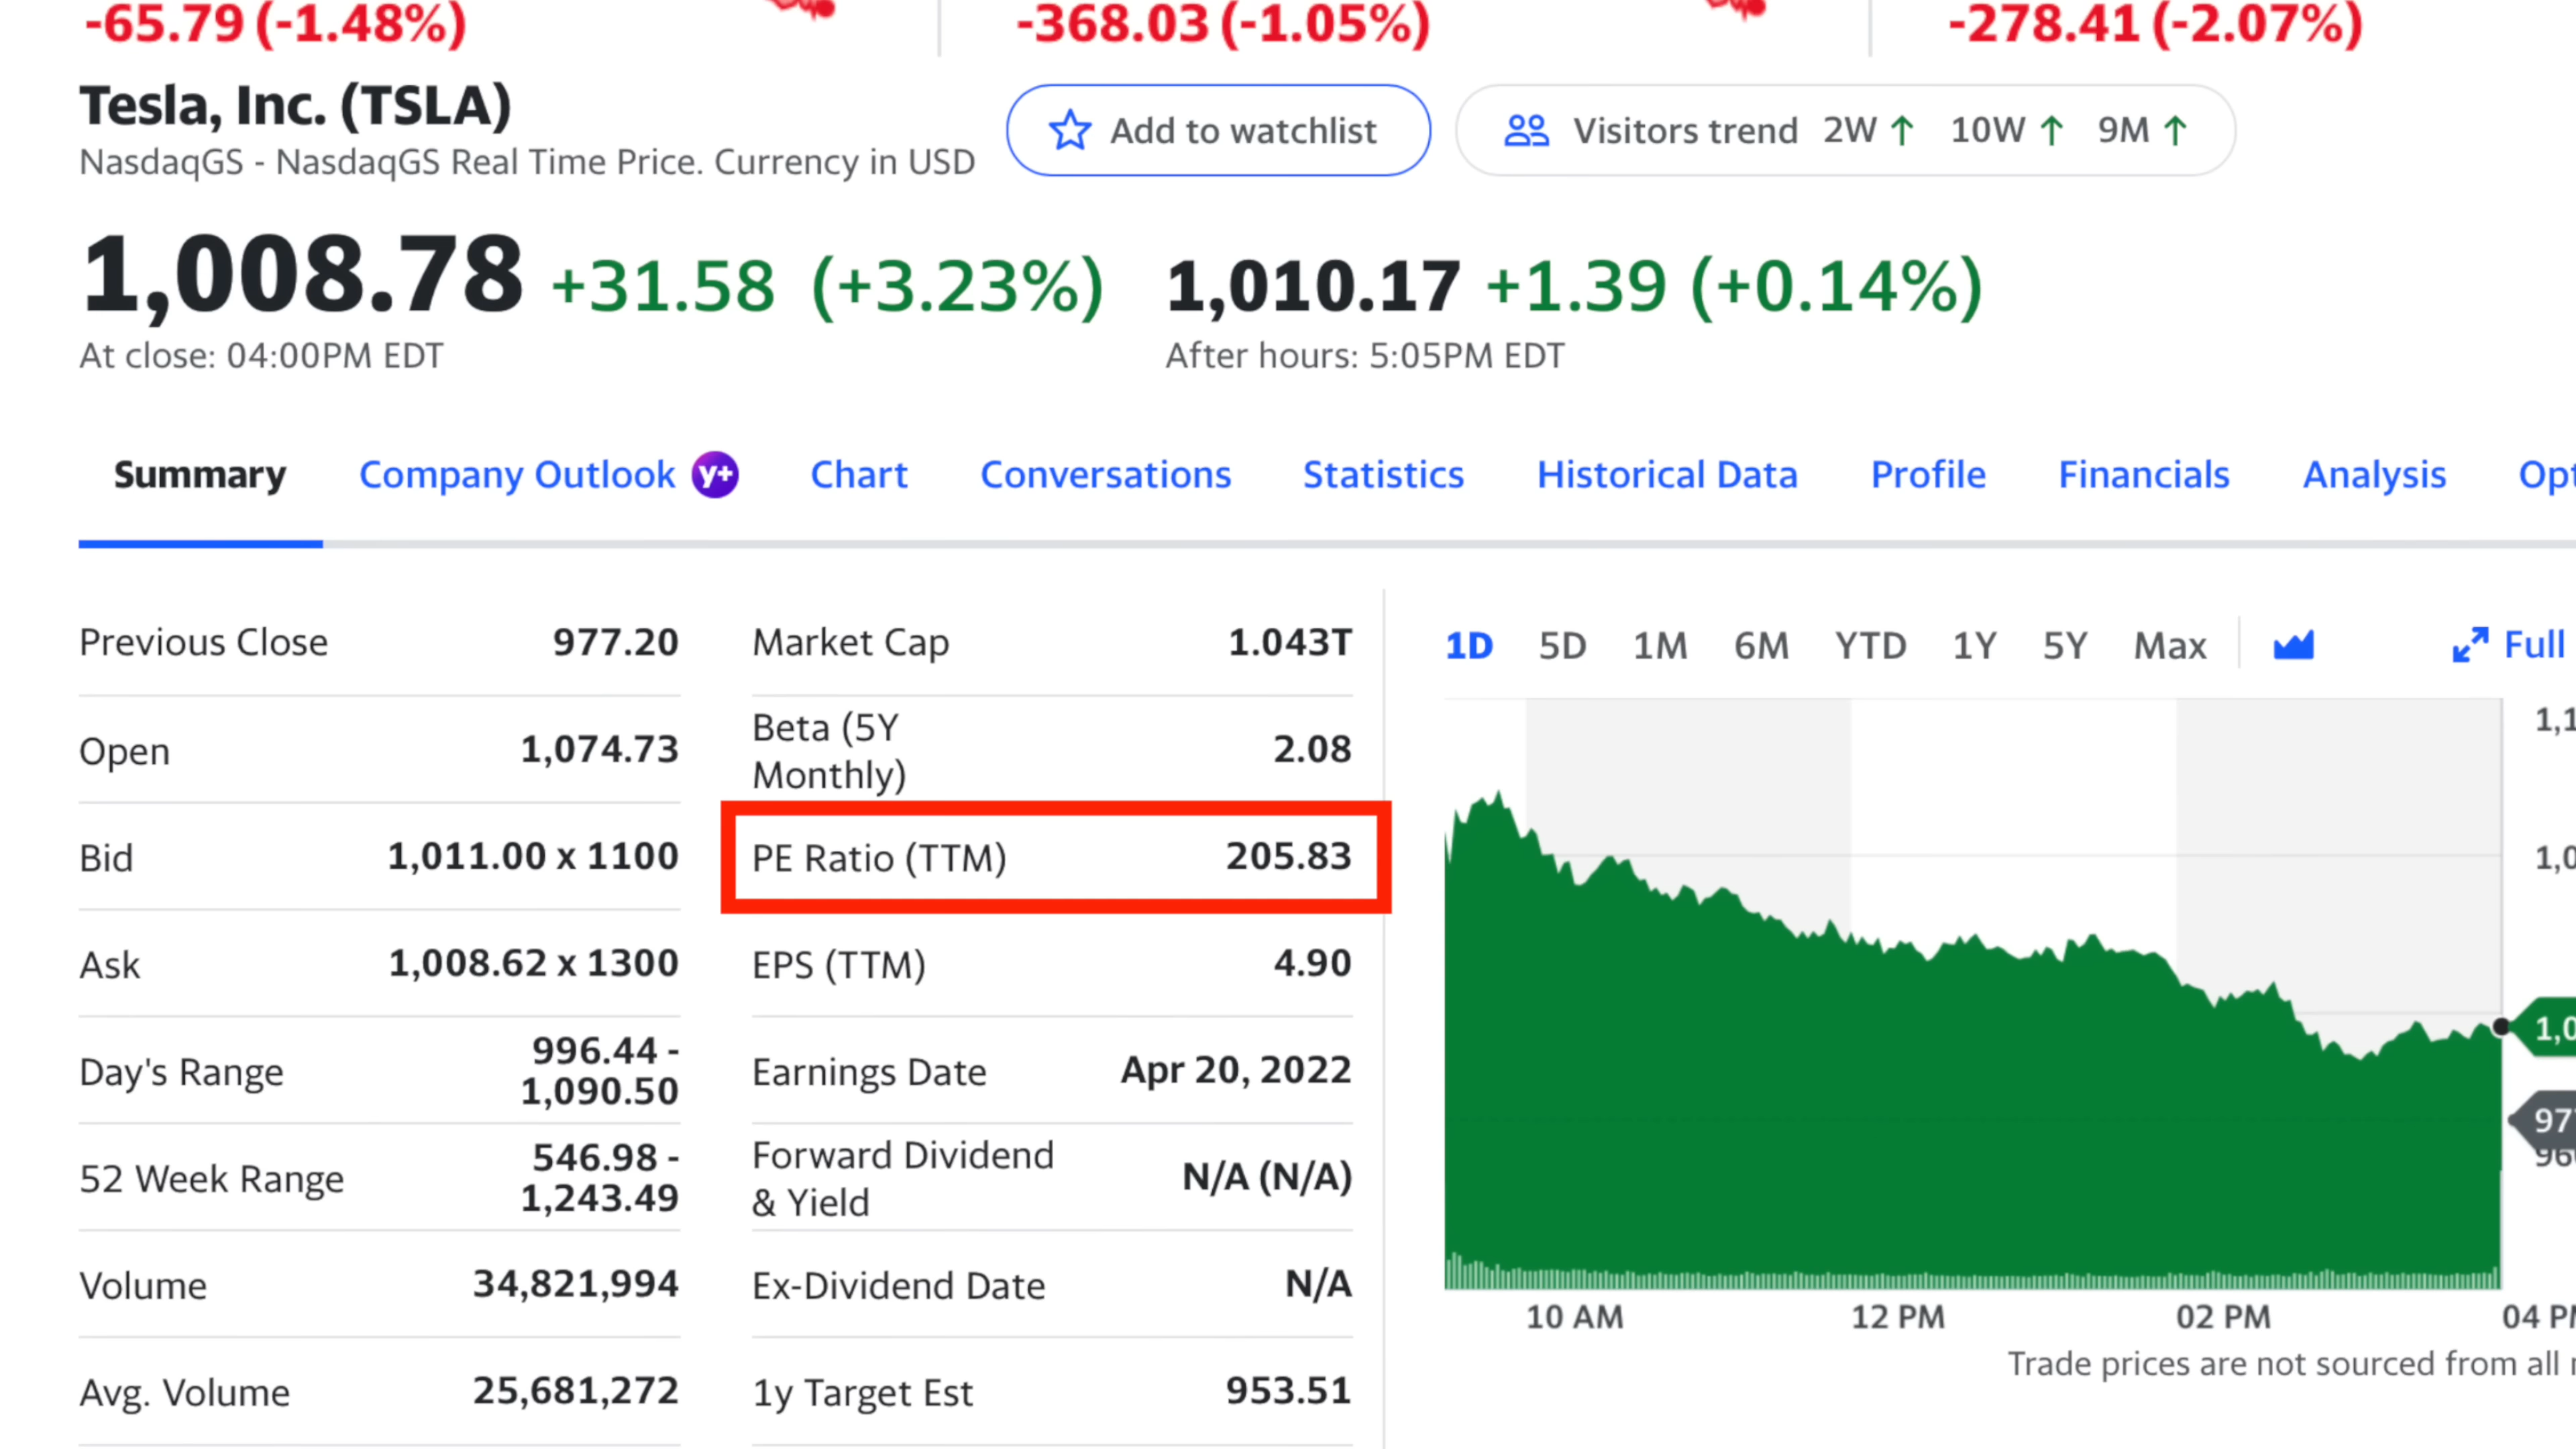 -65.79 (-1.48%) -368.03 (-1.05%) -278.41 (-2.07%)
Tesla, Inc. (TSLA)
NasdaqGS - NasdaqGS Real Time Price. Currency in USD
Add to watchlist
Visitors trend 2W ↑ 10W ↑ 9M ↑
1,008.78 +31.58 (+3.23%)
At close: 04:00PM EDT
1,010.17 +1.39 (+0.14%)
After hours: 5:05PM EDT
Summary Company Outlook y+ Chart Conversations Statistics Historical Data Profile Financials Analysis
Previous Close 977.20
Open 1,074.73
Bid 1,011.00 x 1100
Ask 1,008.62 x 1300
Day's Range 996.44 -
1,090.50
52 Week Range 546.98 -
1,243.49
Volume 34,821,994
Avg. Volume 25,681,272
Market Cap 1.043T
Beta (5Y
Monthly) 2.08
PE Ratio (TTM) 205.83
EPS (TTM) 4.90
Earnings Date Apr 20, 2022
Forward Dividend
& Yield N/A (N/A)
Ex-Dividend Date N/A
1y Target Est 953.51
1D 5D 1M 6M YTD 1Y 5Y Max Full
10 AM 12 PM 02 PM 04
Trade prices are not sourced from all